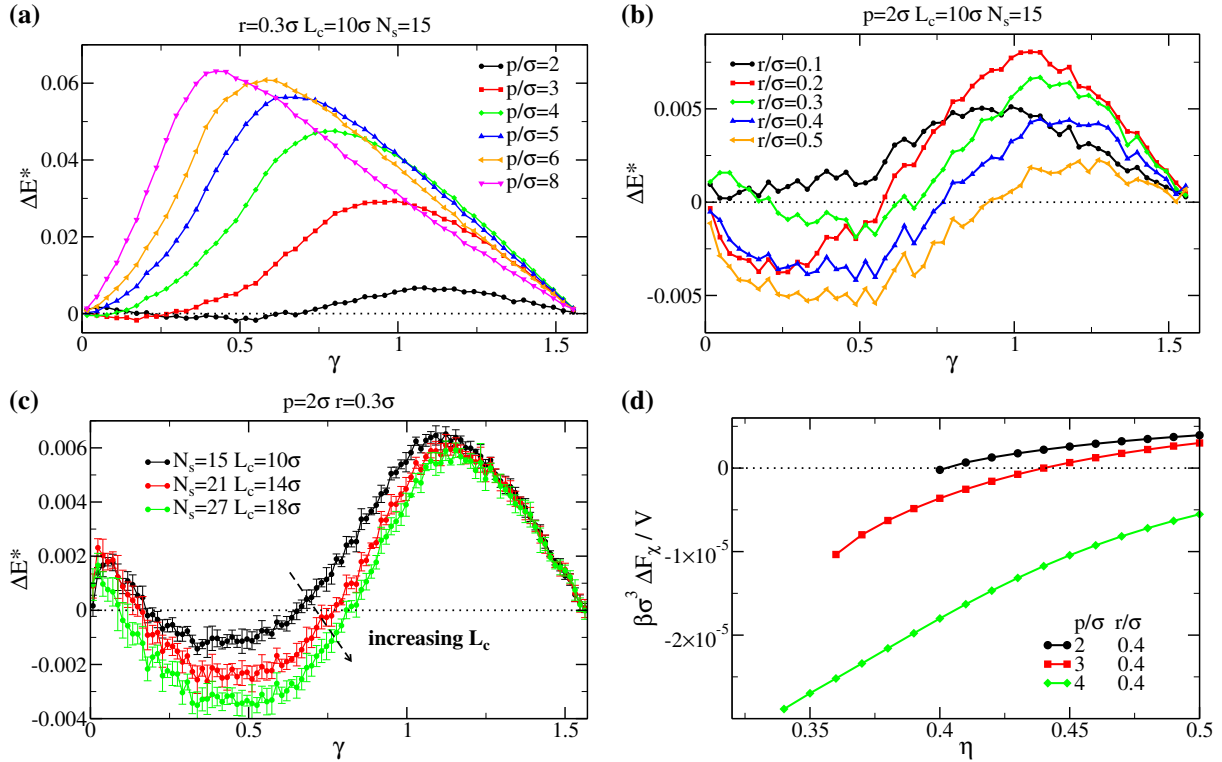 (a)
r=0.3σ L_c=10σ N_s=15
ΔE*
0.06
0.04
0.02
0
p/σ=2
p/σ=3
p/σ=4
p/σ=5
p/σ=6
p/σ=8
0 0.5 1 1.5
γ
(b)
p=2σ L_c=10σ N_s=15
ΔE*
0.005
0
-0.005
r/σ=0.1
r/σ=0.2
r/σ=0.3
r/σ=0.4
r/σ=0.5
0 0.5 1 1.5
γ
(c)
p=2σ r=0.3σ
ΔE*
0.006
0.004
0.002
0
-0.002
-0.004
N_s=15 L_c=10σ
N_s=21 L_c=14σ
N_s=27 L_c=18σ
increasing L_c
0 0.5 1 1.5
γ
(d)
βσ³ ΔF_χ / V
0
-1×10⁻⁵
-2×10⁻⁵
p/σ r/σ
2 0.4
3 0.4
4 0.4
0.35 0.4 0.45 0.5
η